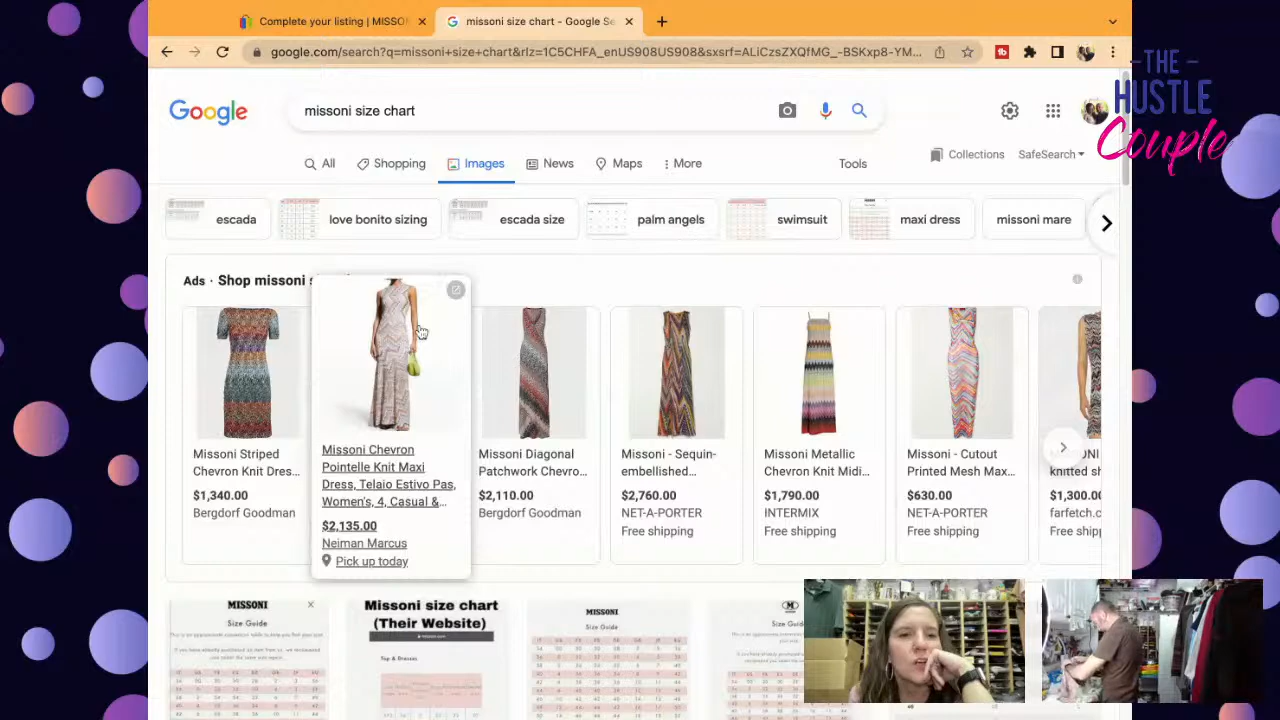 Complete your listing | MISSON
missoni size chart - Google Se
google.com/search?q=missoni+size+chart&rlz=1C5CHFA_enUS908US908&sxsrf=ALiCzsZXQfMG_-BSKxp8-YM...
THE
HUSTLE
Couple
Google
missoni size chart
All
Shopping
Images
News
Maps
More
Tools
Collections
SafeSearch
escada
love bonito sizing
escada size
palm angels
swimsuit
maxi dress
missoni mare
Ads · Shop missoni s
Missoni Striped
Chevron Knit Dres...
$1,340.00
Bergdorf Goodman
Missoni Chevron
Pointelle Knit Maxi
Dress, Telaio Estivo Pas,
Women's, 4, Casual &...
$2,135.00
Neiman Marcus
Pick up today
Missoni Diagonal
Patchwork Chevro...
$2,110.00
Bergdorf Goodman
Missoni - Sequin-
embellished...
$2,760.00
NET-A-PORTER
Free shipping
Missoni Metallic
Chevron Knit Midi...
$1,790.00
INTERMIX
Free shipping
Missoni - Cutout
Printed Mesh Max...
$630.00
NET-A-PORTER
Free shipping
knitted sh
$1,300.00
farfetch.c
Free shipping
MISSONI
Size Guide
Missoni size chart
(Their Website)
Top & Dresses
MISSONI
Size Guide
Size Guide